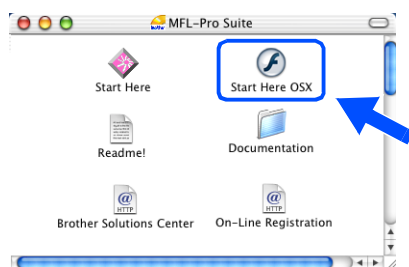 MFL-Pro Suite
Start Here
Start Here OSX
Readme!
Documentation
@
HTTP
@
HTTP
Brother Solutions Center
On-Line Registration